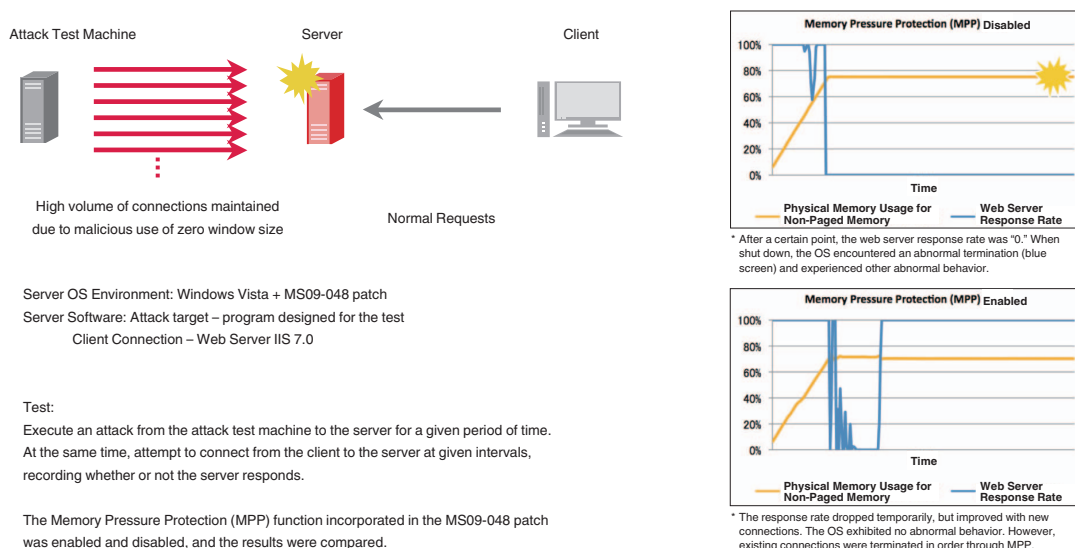 Attack Test Machine
Server
Client
High volume of connections maintained
due to malicious use of zero window size
Normal Requests
Server OS Environment: Windows Vista + MS09-048 patch
Server Software: Attack target – program designed for the test
Client Connection – Web Server IIS 7.0
Test:
Execute an attack from the attack test machine to the server for a given period of time.
At the same time, attempt to connect from the client to the server at given intervals,
recording whether or not the server responds.
The Memory Pressure Protection (MPP) function incorporated in the MS09-048 patch
was enabled and disabled, and the results were compared.
Memory Pressure Protection (MPP) Disabled
100%
80%
60%
40%
20%
0%
Time
Physical Memory Usage for
Non-Paged Memory
Web Server
Response Rate
* After a certain point, the web server response rate was “0.” When
shut down, the OS encountered an abnormal termination (blue
screen) and experienced other abnormal behavior.
Memory Pressure Protection (MPP) Enabled
100%
80%
60%
40%
20%
0%
Time
Physical Memory Usage for
Non-Paged Memory
Web Server
Response Rate
* The response rate dropped temporarily, but improved with new
connections. The OS exhibited no abnormal behavior. However,
existing connections were terminated in order through MPP.